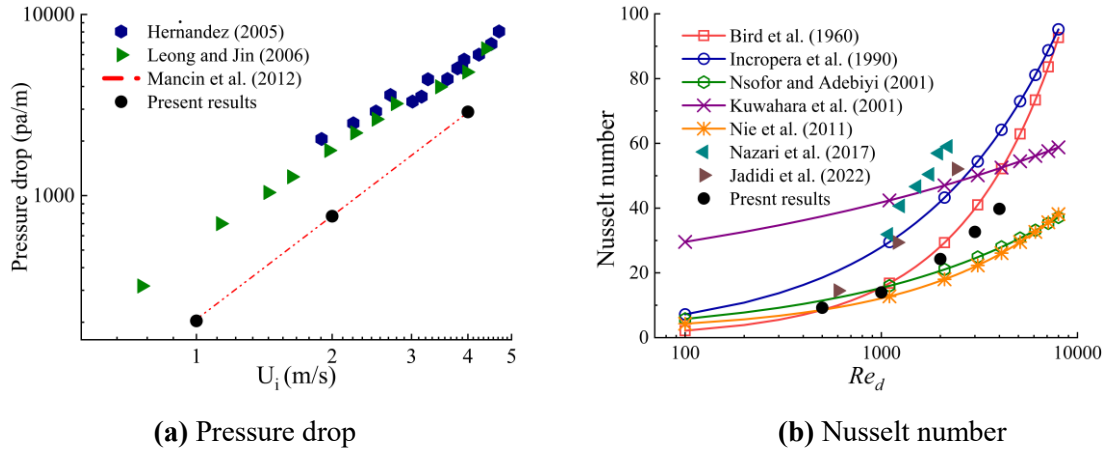 10000
1000
Pressure drop (pa/m)
Hernandez (2005)
Leong and Jin (2006)
Mancin et al. (2012)
Present results
1
2
3
4
5
U_i (m/s)
(a) Pressure drop
100
80
60
40
20
0
Nusselt number
Bird et al. (1960)
Incropera et al. (1990)
Nsofor and Adebiyi (2001)
Kuwahara et al. (2001)
Nie et al. (2011)
Nazari et al. (2017)
Jadidi et al. (2022)
Presnt results
100
1000
10000
Re_d
(b) Nusselt number